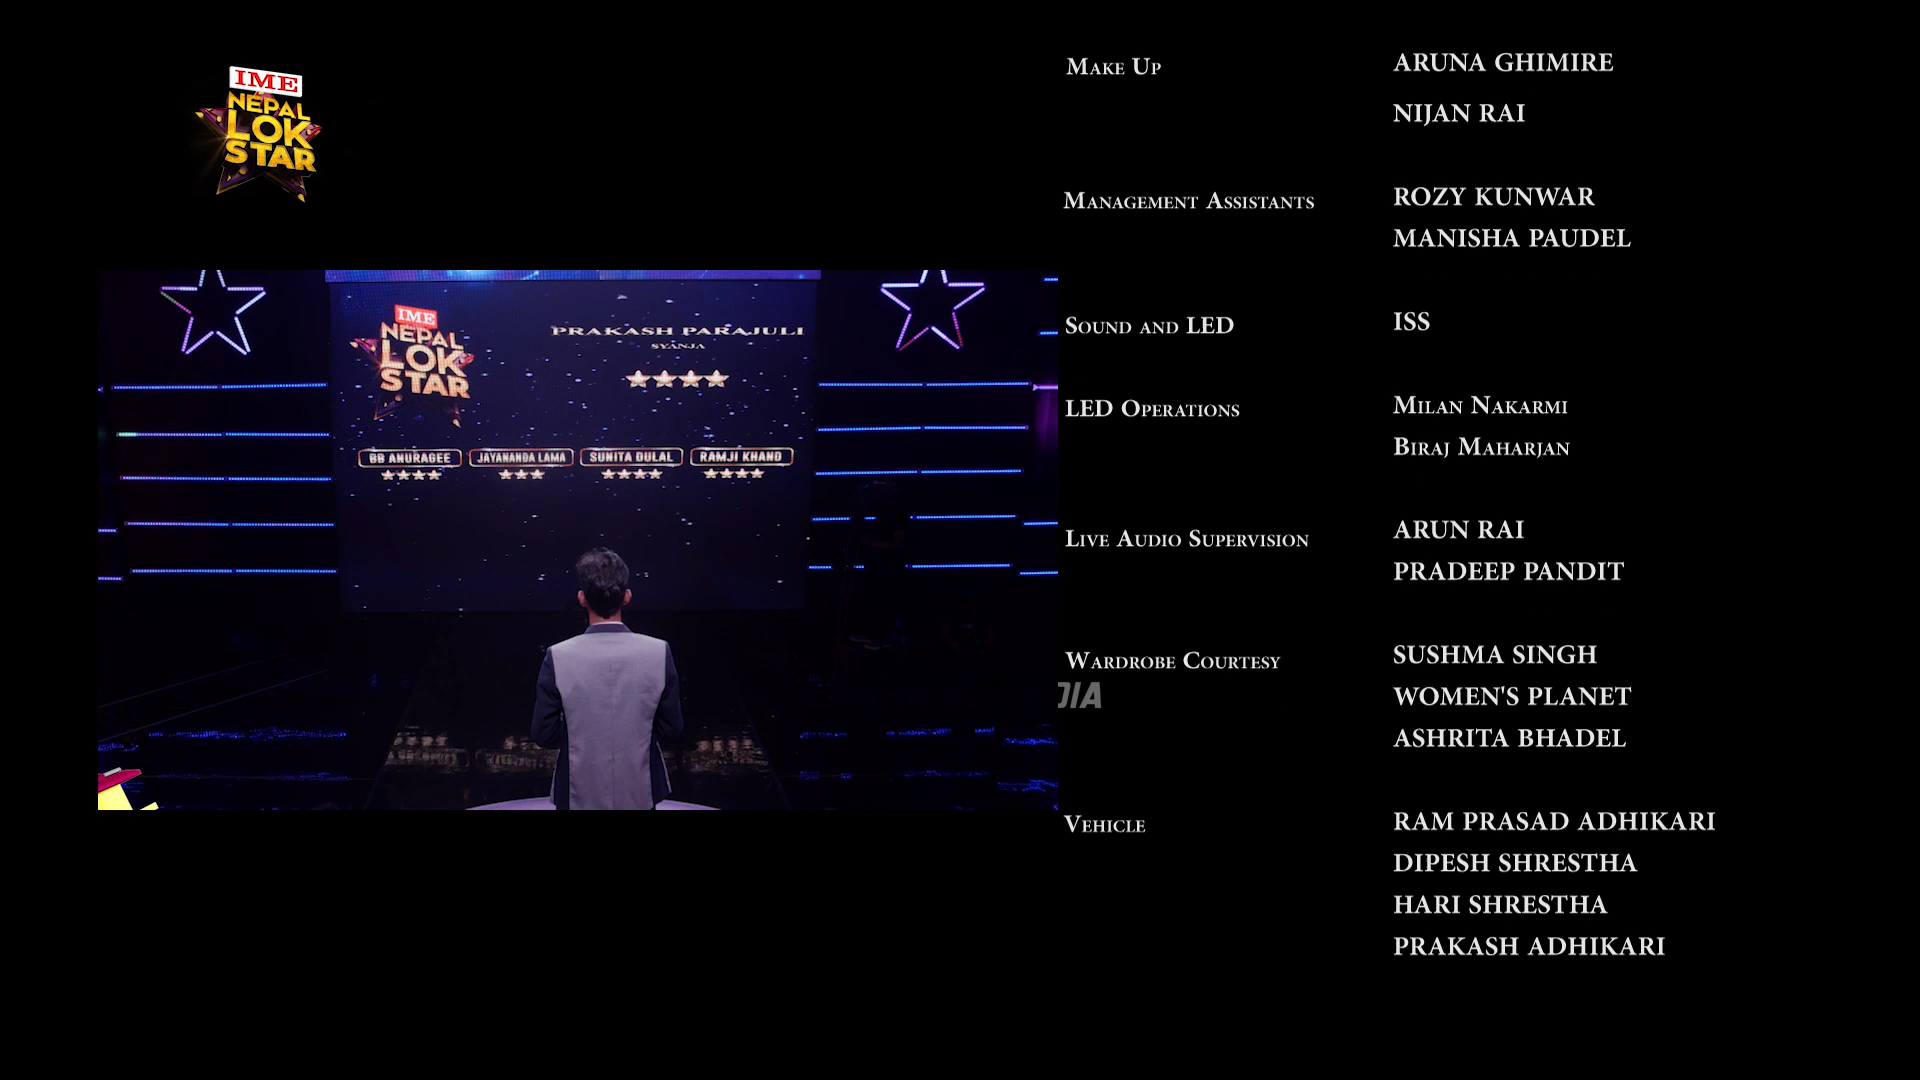 IME
NEPAL
LOK
STAR
IME
NEPAL
LOK
STAR
PRAKASH PARAJULI
SYANJA
BB ANURAGEE
JAYANANDA LAMA
SUNITA DULAL
RAMJI KHAND
Make Up
ARUNA GHIMIRE
NIJAN RAI
Management Assistants
ROZY KUNWAR
MANISHA PAUDEL
Sound and LED
ISS
LED Operations
Milan Nakarmi
Biraj Maharjan
Live Audio Supervision
ARUN RAI
PRADEEP PANDIT
Wardrobe Courtesy
SUSHMA SINGH
WOMEN'S PLANET
ASHRITA BHADEL
Vehicle
RAM PRASAD ADHIKARI
DIPESH SHRESTHA
HARI SHRESTHA
PRAKASH ADHIKARI